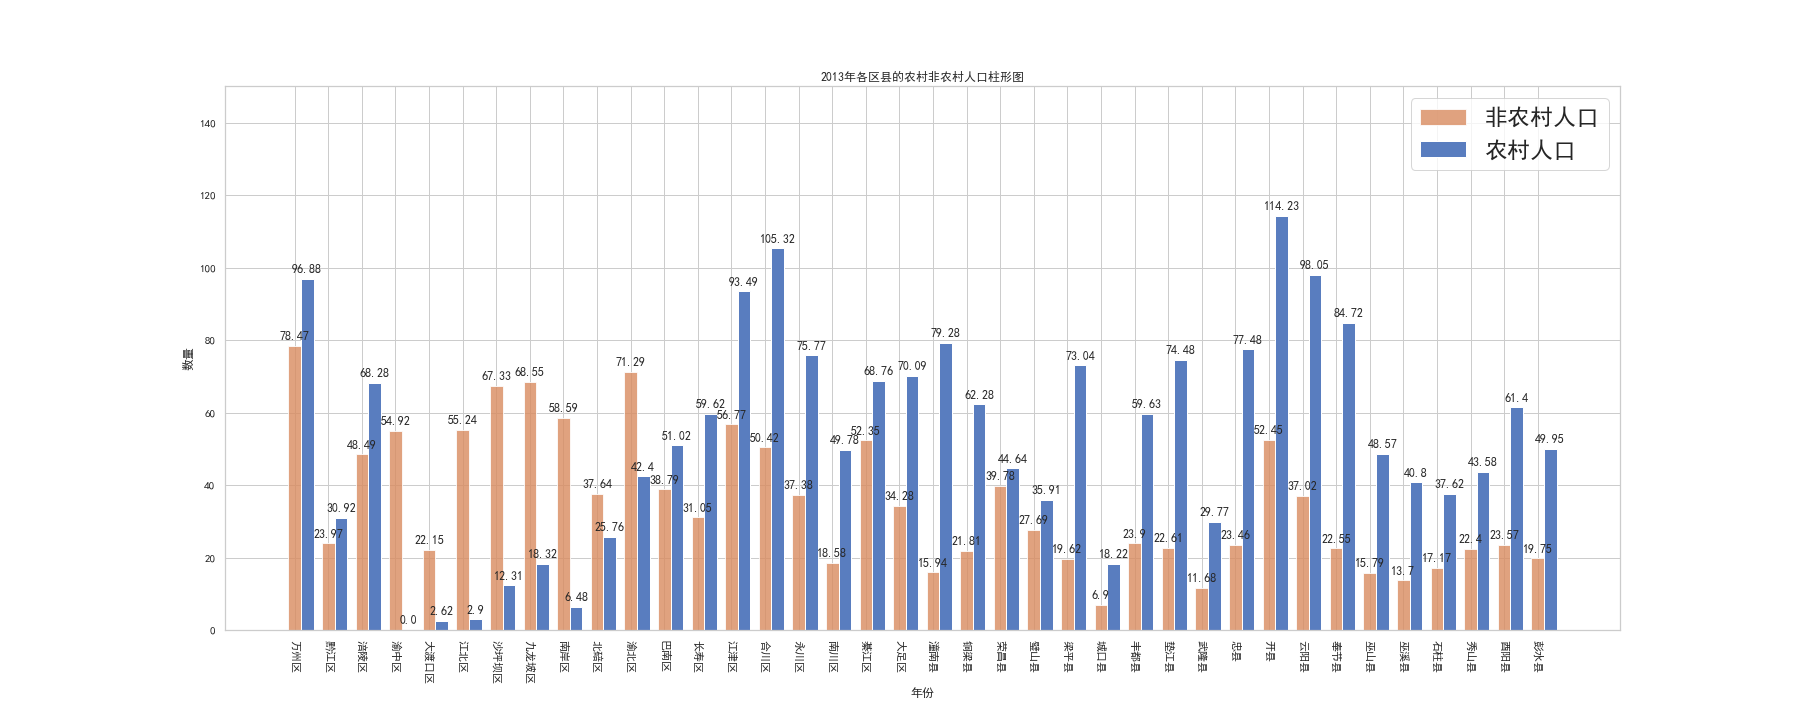 2013年各区县的农村非农村人口柱形图
非农村人口
农村人口
数量
140
120
100
80
60
40
20
0
78.47
96.88
23.97
30.92
48.49
68.28
54.92
0.0
22.15
2.62
55.24
2.9
67.33
12.31
68.55
18.32
58.59
6.48
37.64
25.76
71.29
42.4
38.79
51.02
31.05
59.62
56.77
93.49
50.42
105.32
37.38
75.77
18.58
49.78
52.35
68.76
34.28
70.09
15.94
79.28
21.81
62.28
39.78
44.64
27.69
35.91
19.62
73.04
6.9
18.22
23.9
59.63
22.61
74.48
11.68
29.77
23.46
77.48
52.45
114.23
37.02
98.05
22.55
84.72
15.79
48.57
13.7
40.8
17.17
37.62
22.4
43.58
23.57
61.4
19.75
49.95
万州区
黔江区
涪陵区
渝中区
大渡口区
江北区
沙坪坝区
九龙坡区
南岸区
北碚区
渝北区
巴南区
长寿区
江津区
合川区
永川区
南川区
綦江区
大足区
潼南县
铜梁县
荣昌县
璧山县
梁平县
城口县
丰都县
垫江县
武隆县
忠县
开县
云阳县
奉节县
巫山县
巫溪县
石柱县
秀山县
酉阳县
彭水县
年份